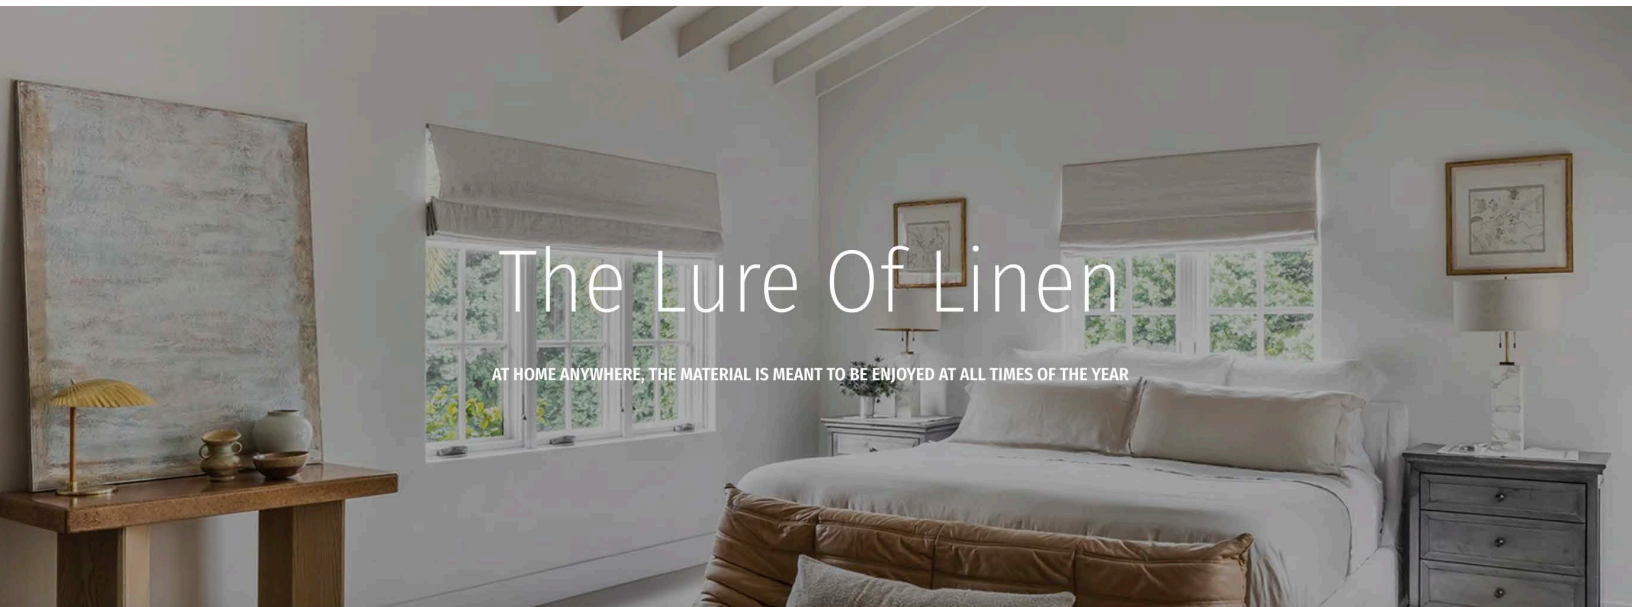 The Lure Of Linen
AT HOME ANYWHERE, THE MATERIAL IS MEANT TO BE ENJOYED AT ALL TIMES OF THE YEAR